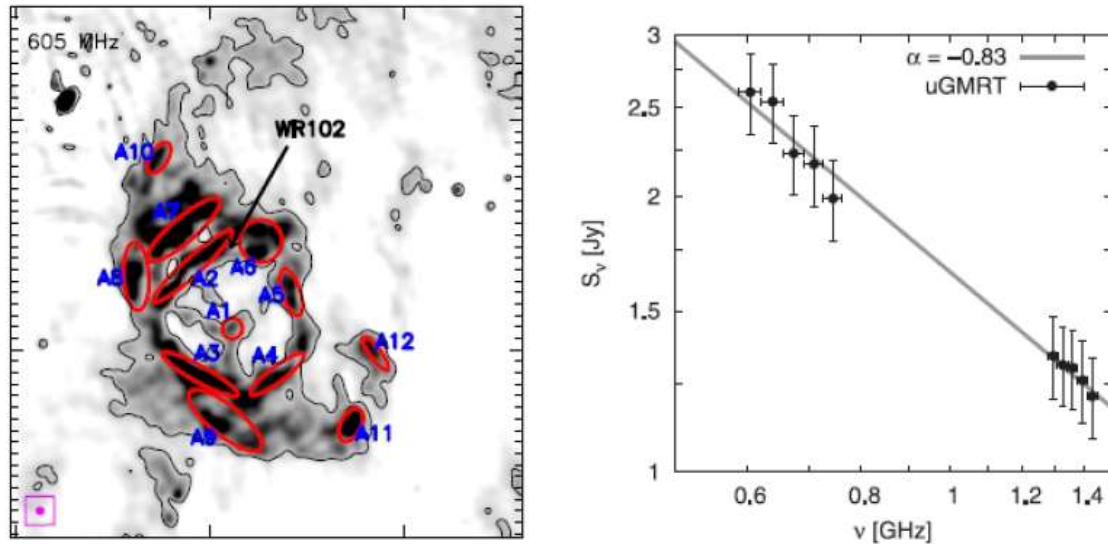 605 MHz
WR102
A10
A7
A8
A2
A6
A5
A1
A3
A4
A12
A9
A11
3
2.5
2
1.5
1
S_ν [Jy]
α = −0.83
uGMRT
0.6
0.8
1
1.2
1.4
ν [GHz]